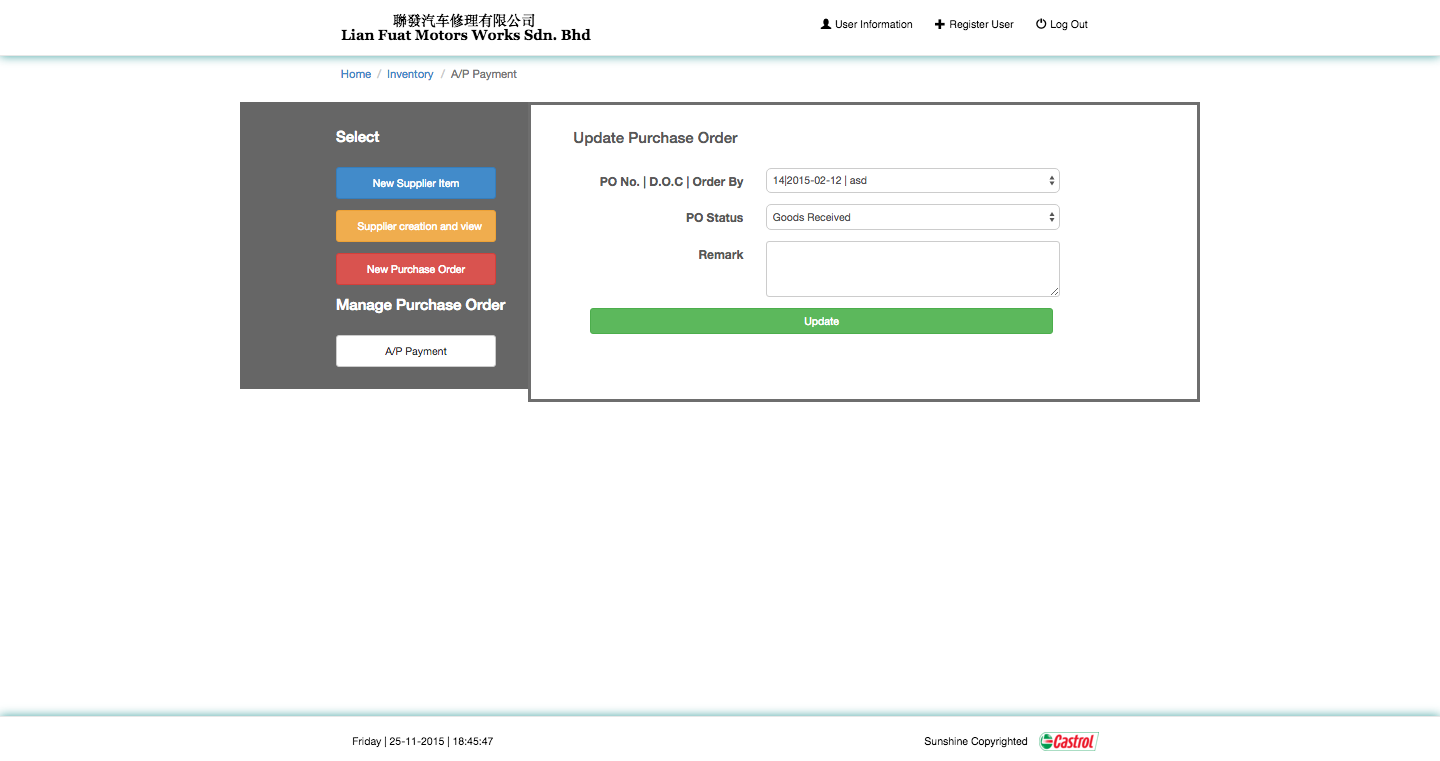 聯發汽车修理有限公司
Lian Fuat Motors Works Sdn. Bhd
User Information
Register User
Log Out
Home / Inventory / A/P Payment
Select
New Supplier Item
Supplier creation and view
New Purchase Order
Manage Purchase Order
A/P Payment
Update Purchase Order
PO No. | D.O.C | Order By
14|2015-02-12 | asd
PO Status
Goods Received
Remark
Update
Friday | 25-11-2015 | 18:45:47
Sunshine Copyrighted
Castrol